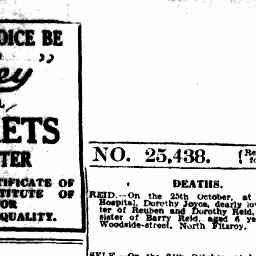 OICE BE
ey"
ETS
TER
TIFICATE OF
TITUTE OF
FOR
QUALITY.
NO. 25,438.
DEATHS.
REID.—On the 25th October, at
Hospital, Dorothy Joyce, dearly lov
ter of Reuben and Dorothy Reid,
sister of Barry Reid, aged 6 ye
Woodside-street, North Fitzroy.